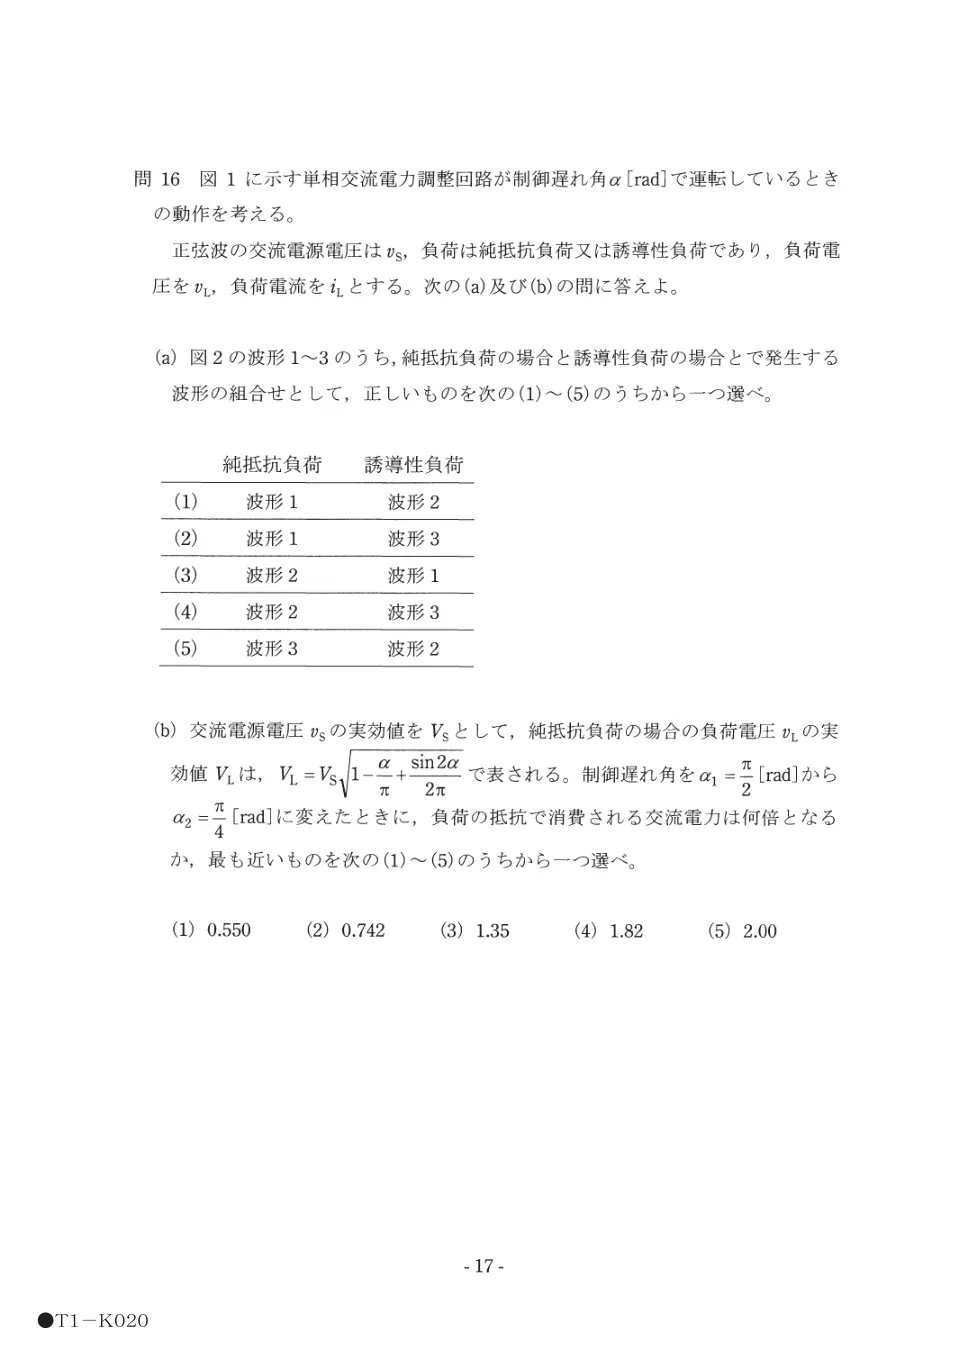 問 16 図 1 に示す単相交流電力調整回路が制御遅れ角α[rad]で運転しているとき
の動作を考える。
正弦波の交流電源電圧は vS，負荷は純抵抗負荷又は誘導性負荷であり，負荷電
圧を vL，負荷電流を iL とする。次の(a)及び(b)の問に答えよ。
(a) 図 2 の波形 1～3 のうち，純抵抗負荷の場合と誘導性負荷の場合とで発生する
波形の組合せとして，正しいものを次の(1)～(5)のうちから一つ選べ。
純抵抗負荷 誘導性負荷
(1) 波形 1 波形 2
(2) 波形 1 波形 3
(3) 波形 2 波形 1
(4) 波形 2 波形 3
(5) 波形 3 波形 2
(b) 交流電源電圧 vS の実効値を VS として，純抵抗負荷の場合の負荷電圧 vL の実
効値 VL は，VL = VS√(1 − α/π + sin2α/2π) で表される。制御遅れ角を α1 = π/2 [rad]から
α2 = π/4 [rad]に変えたときに，負荷の抵抗で消費される交流電力は何倍となる
か，最も近いものを次の(1)～(5)のうちから一つ選べ。
(1) 0.550 (2) 0.742 (3) 1.35 (4) 1.82 (5) 2.00
- 17 -
●T1－K020